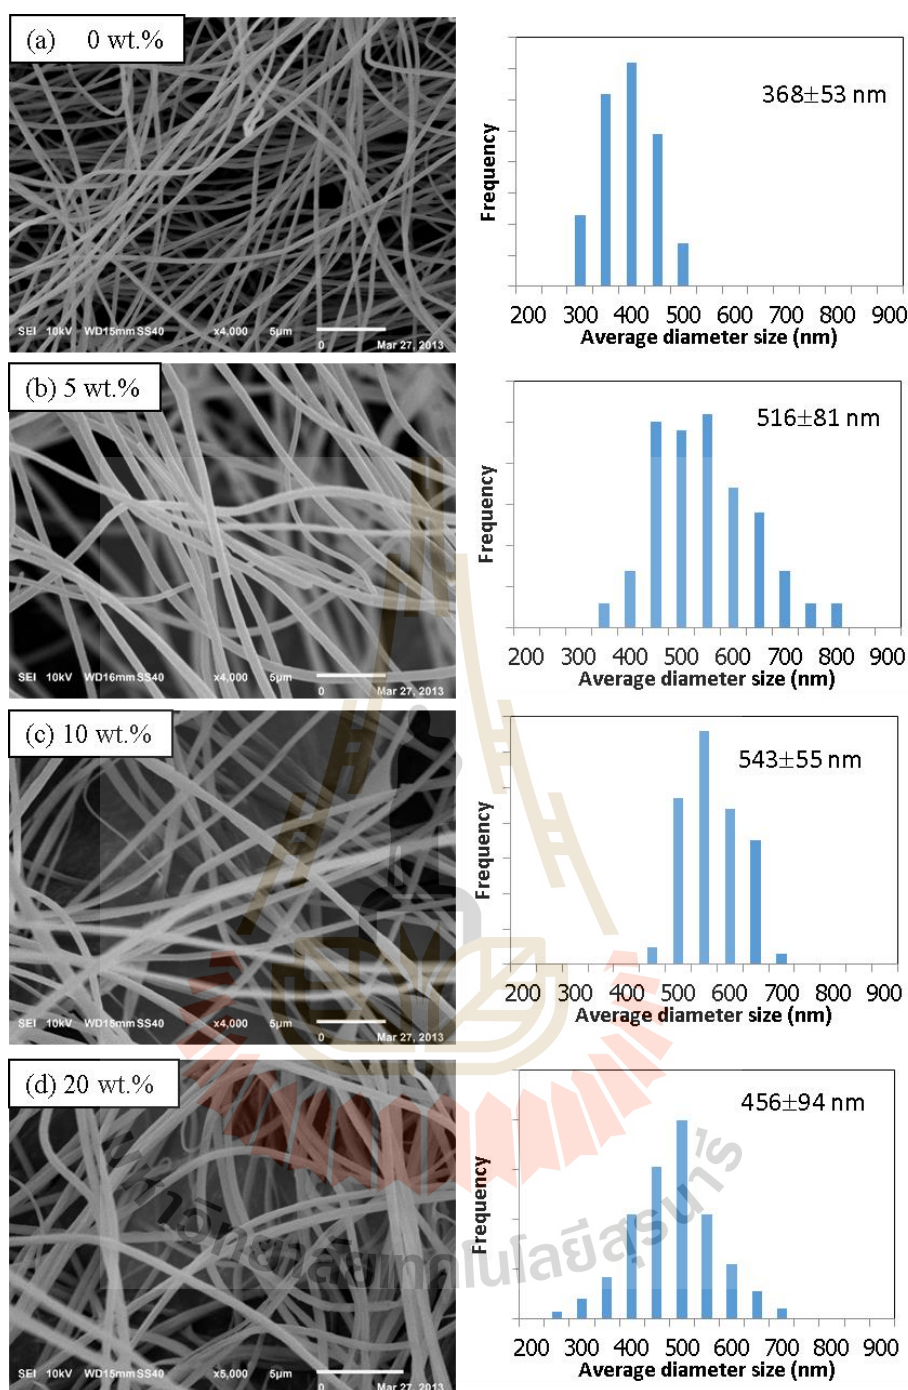 (a) 0 wt.%
SEI 10kV WD15mm SS40 x4,000 5µm
0 Mar 27, 2013
368±53 nm
Frequency
200 300 400 500 600 700 800 900
Average diameter size (nm)
(b) 5 wt.%
SEI 10kV WD16mm SS40 x4,000 5µm
0 Mar 27, 2013
516±81 nm
Frequency
200 300 400 500 600 700 800 900
Average diameter size (nm)
(c) 10 wt.%
SEI 10kV WD15mm SS40 x4,000 5µm
0 Mar 27, 2013
543±55 nm
Frequency
200 300 400 500 600 700 800 900
Average diameter size (nm)
(d) 20 wt.%
SEI 10kV WD15mm SS40 x5,000 5µm
Mar 27, 2013
456±94 nm
Frequency
200 300 400 500 600 700 800 900
Average diameter size (nm)